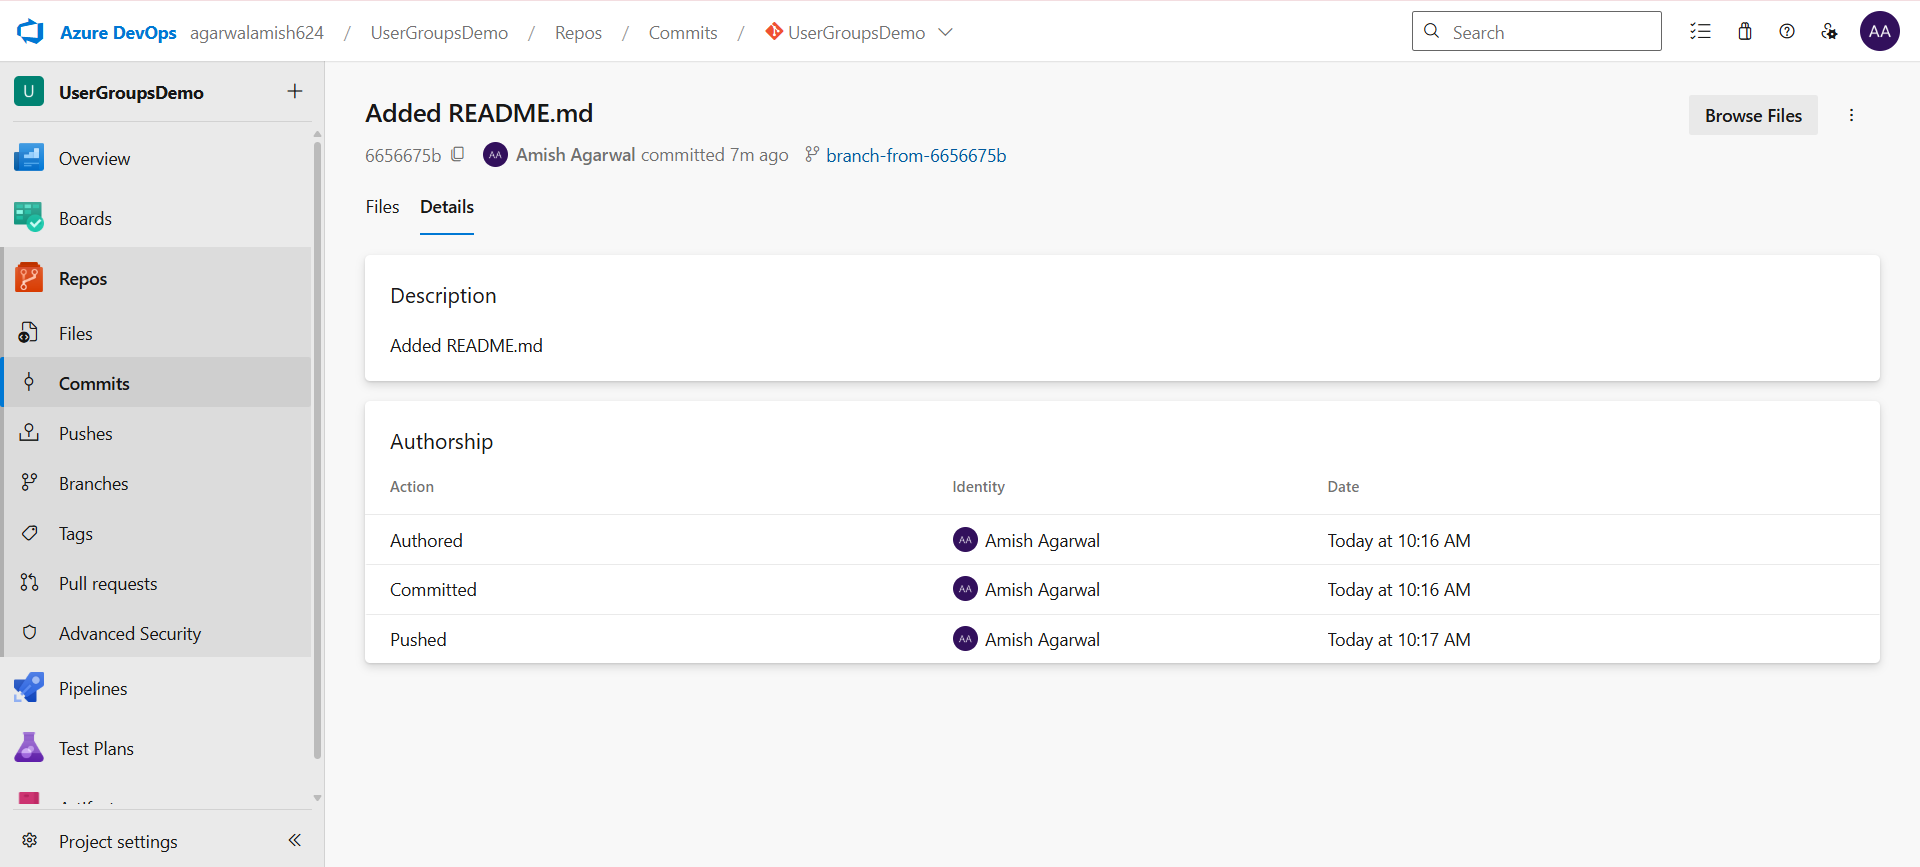 Azure DevOps agarwalamish624 / UserGroupsDemo / Repos / Commits / UserGroupsDemo
Search
AA
U UserGroupsDemo
Overview
Boards
Repos
Files
Commits
Pushes
Branches
Tags
Pull requests
Advanced Security
Pipelines
Test Plans
Project settings
Added README.md
Browse Files
6656675b AA Amish Agarwal committed 7m ago branch-from-6656675b
Files Details
Description
Added README.md
Authorship
Action Identity Date
Authored AA Amish Agarwal Today at 10:16 AM
Committed AA Amish Agarwal Today at 10:16 AM
Pushed AA Amish Agarwal Today at 10:17 AM